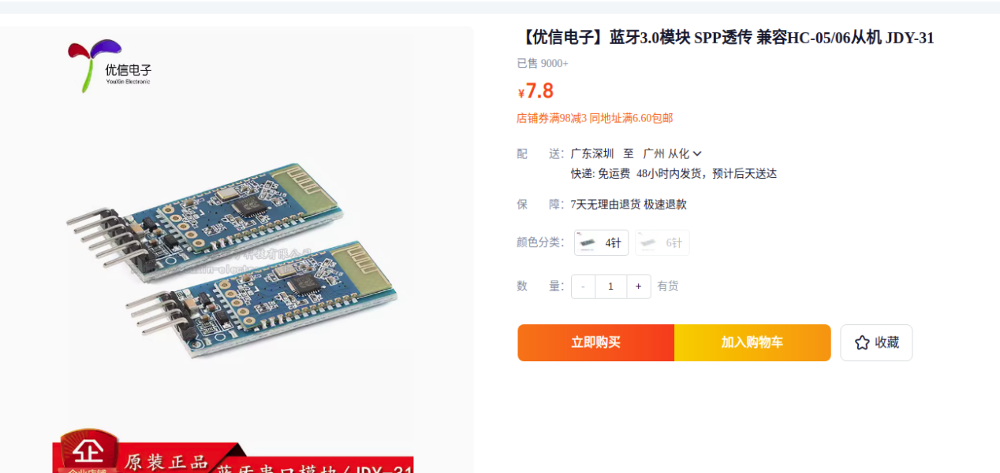 优信电子
YouXin Electronic
原装正品
蓝牙串口模块/JDY-31
【优信电子】蓝牙3.0模块 SPP透传 兼容HC-05/06从机 JDY-31
已售 9000+
¥7.8
店铺券满98减3 同地址满6.60包邮
配 送: 广东深圳 至 广州 从化
快递: 免运费 48小时内发货，预计后天送达
保 障: 7天无理由退货 极速退款
颜色分类: 4针 6针
数 量: - 1 + 有货
立即购买 加入购物车 收藏